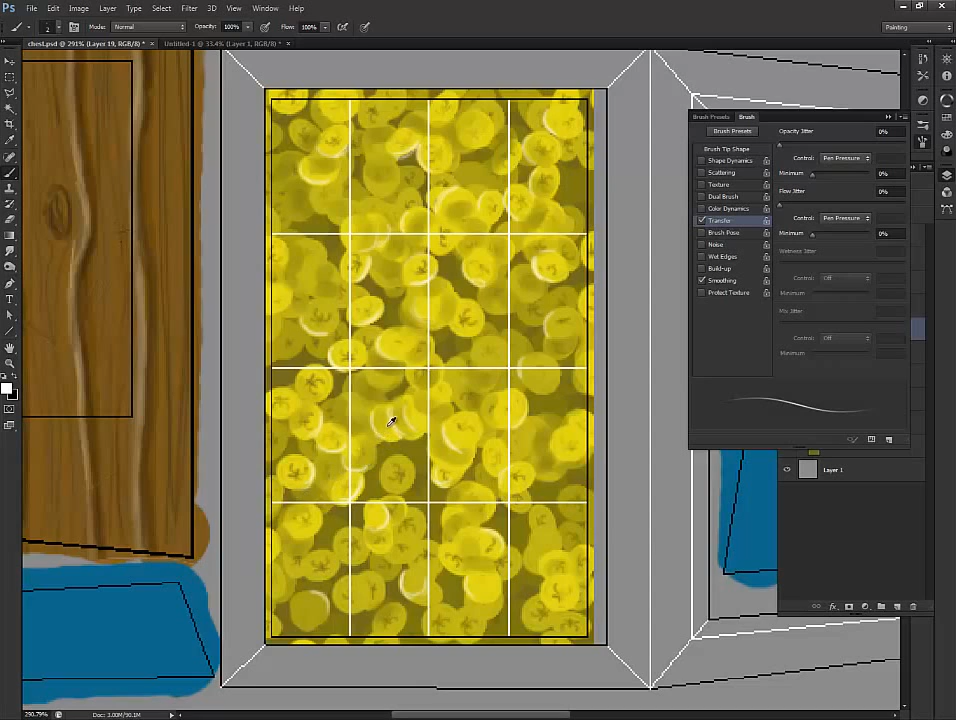 Ps File Edit Image Layer Type Select Filter 3D View Window Help
2 Mode: Normal Opacity: 100% Flow: 100% Painting
chest.psd @ 291% (Layer 19, RGB/8) * × Untitled-1 @ 33.4% (Layer 1, RGB/8) * ×
Brush Presets Brush
Brush Presets Opacity Jitter 0%
Brush Tip Shape
Shape Dynamics Control: Pen Pressure
Scattering Minimum 0%
Texture
Dual Brush Flow Jitter 0%
Color Dynamics
Transfer Control: Pen Pressure
Brush Pose Minimum 0%
Noise
Wet Edges Wetness Jitter
Build-up
Smoothing Control: Off
Protect Texture Minimum
Mix Jitter
Control: Off
Minimum
Layer 1
fx
290.79% Doc: 3.00M/90.1M